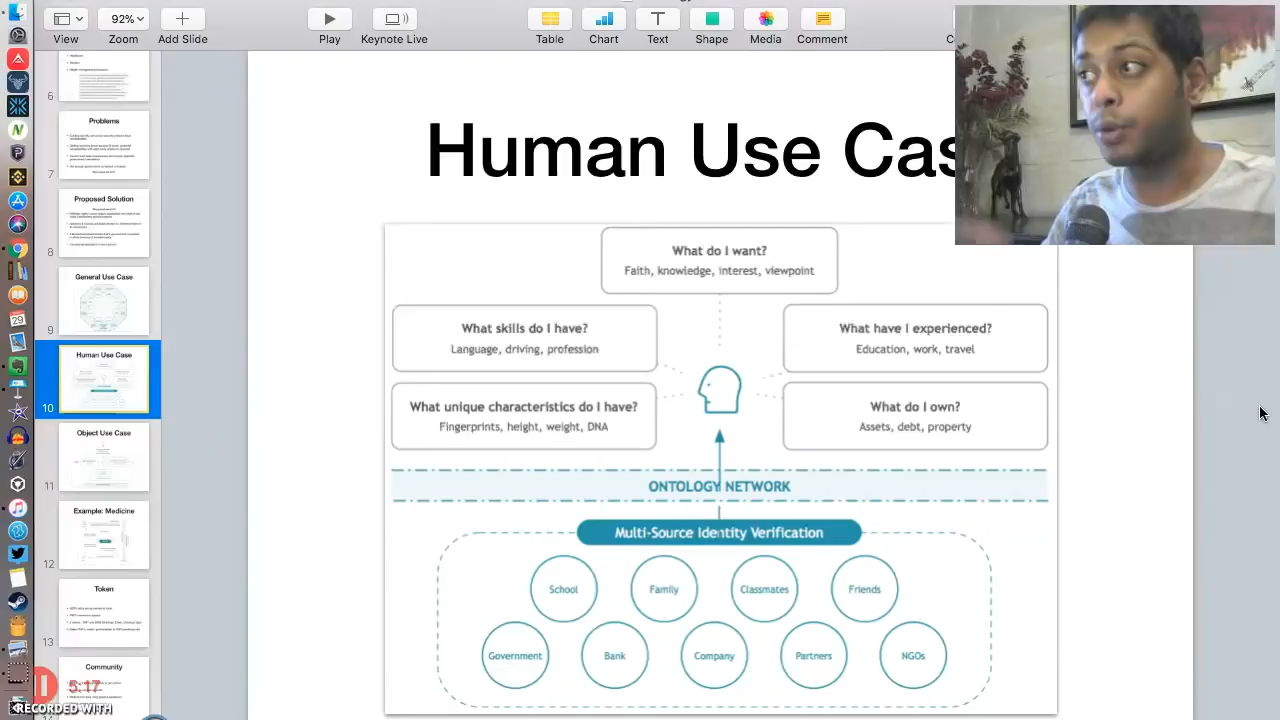 92%
View
Zoom
Add Slide
Play
Keynote Live
Table
Chart
Text
Shape
Media
Comment
6
Problems
7
Proposed Solution
General Use Case
9
Human Use Case
10
Object Use Case
11
Example: Medicine
12
Token
13
Community
29
5:17
RECORDED WITH
Human Use Cas
What do I want?
Faith, knowledge, interest, viewpoint
What skills do I have?
Language, driving, profession
What have I experienced?
Education, work, travel
What unique characteristics do I have?
Fingerprints, height, weight, DNA
What do I own?
Assets, debt, property
ONTOLOGY NETWORK
Multi-Source Identity Verification
School
Family
Classmates
Friends
Government
Bank
Company
Partners
NGOs